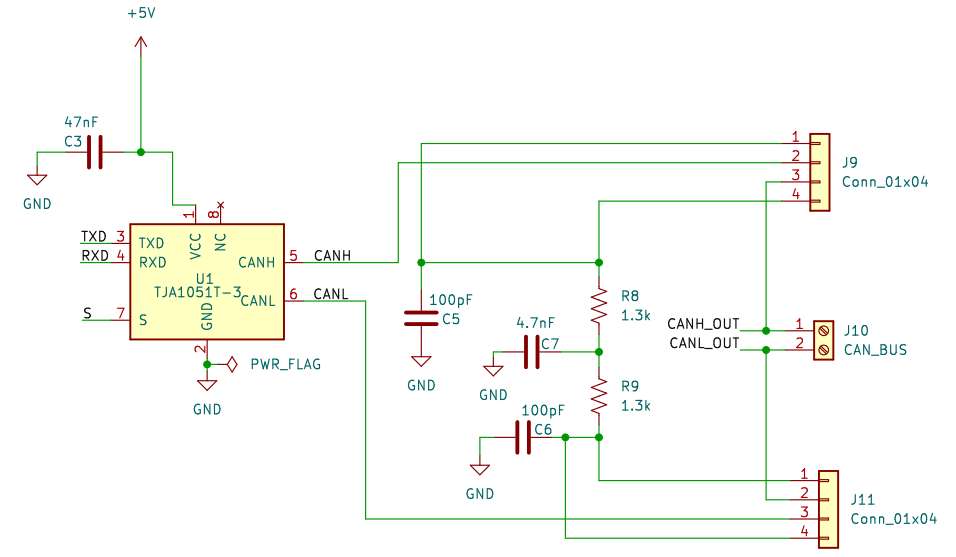 +5V
47nF
C3
GND
1
8
TXD 3 TXD
RXD 4 RXD
VCC
NC
CANH 5 CANH
U1
TJA1051T-3
CANL 6 CANL
S 7 S
GND
2
PWR_FLAG
GND
100pF
C5
GND
4.7nF
C7
GND
100pF
C6
GND
R8
1.3k
R9
1.3k
1
2
3
4
J9
Conn_01x04
CANH_OUT 1
CANL_OUT 2
J10
CAN_BUS
1
2
3
4
J11
Conn_01x04